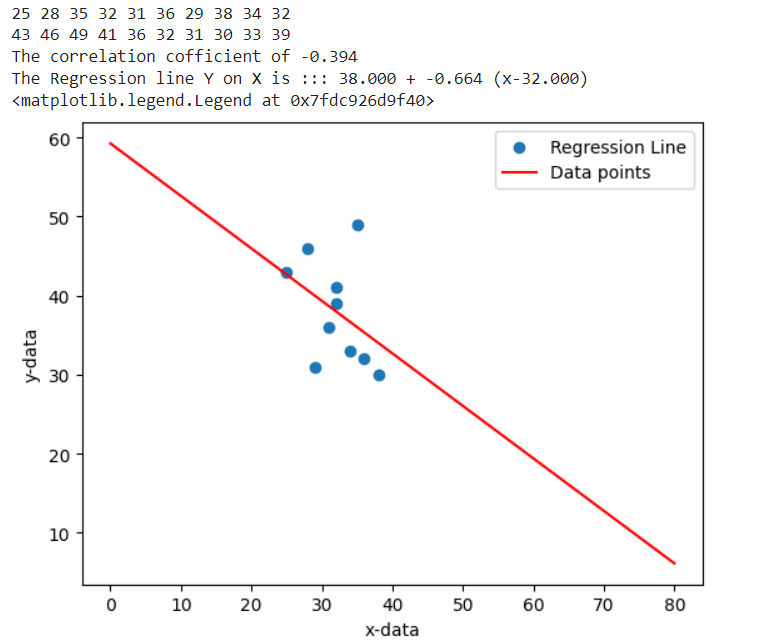 25 28 35 32 31 36 29 38 34 32
43 46 49 41 36 32 31 30 33 39
The correlation cofficient of -0.394
The Regression line Y on X is ::: 38.000 + -0.664 (x-32.000)
<matplotlib.legend.Legend at 0x7fdc926d9f40>
Regression Line
Data points
60
50
40
30
20
10
y-data
0 10 20 30 40 50 60 70 80
x-data